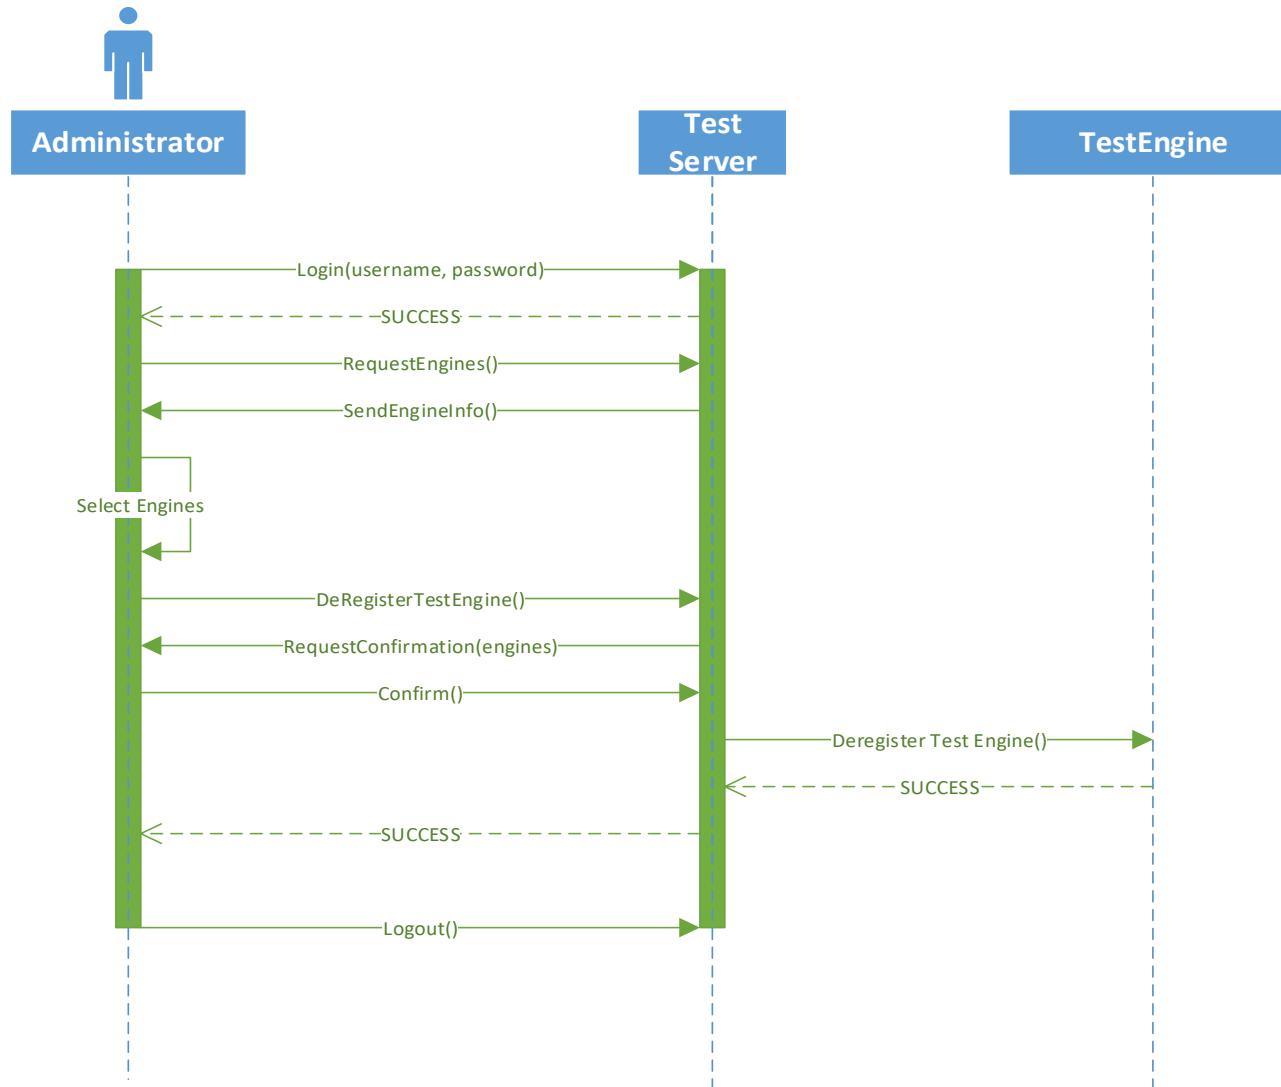 Administrator
Test
Server
TestEngine
Login(username, password)
SUCCESS
RequestEngines()
SendEngineInfo()
Select Engines
DeRegisterTestEngine()
RequestConfirmation(engines)
Confirm()
Deregister Test Engine()
SUCCESS
SUCCESS
Logout()